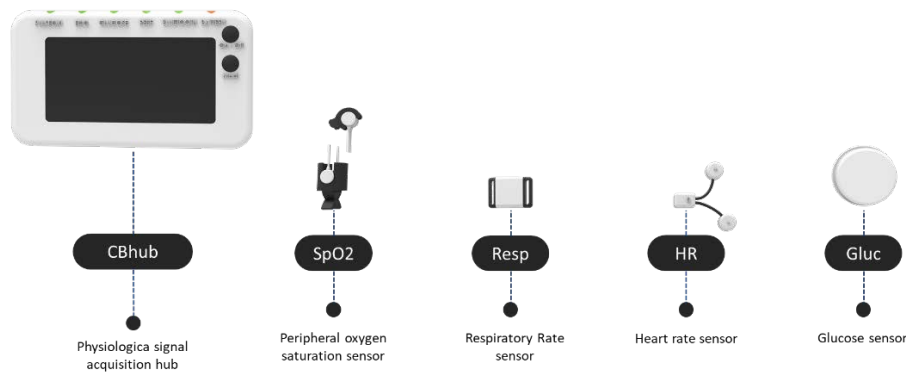 CBhub
SpO2
Resp
HR
Gluc
Physiologica signal
acquisition hub
Peripheral oxygen
saturation sensor
Respiratory Rate
sensor
Heart rate sensor
Glucose sensor